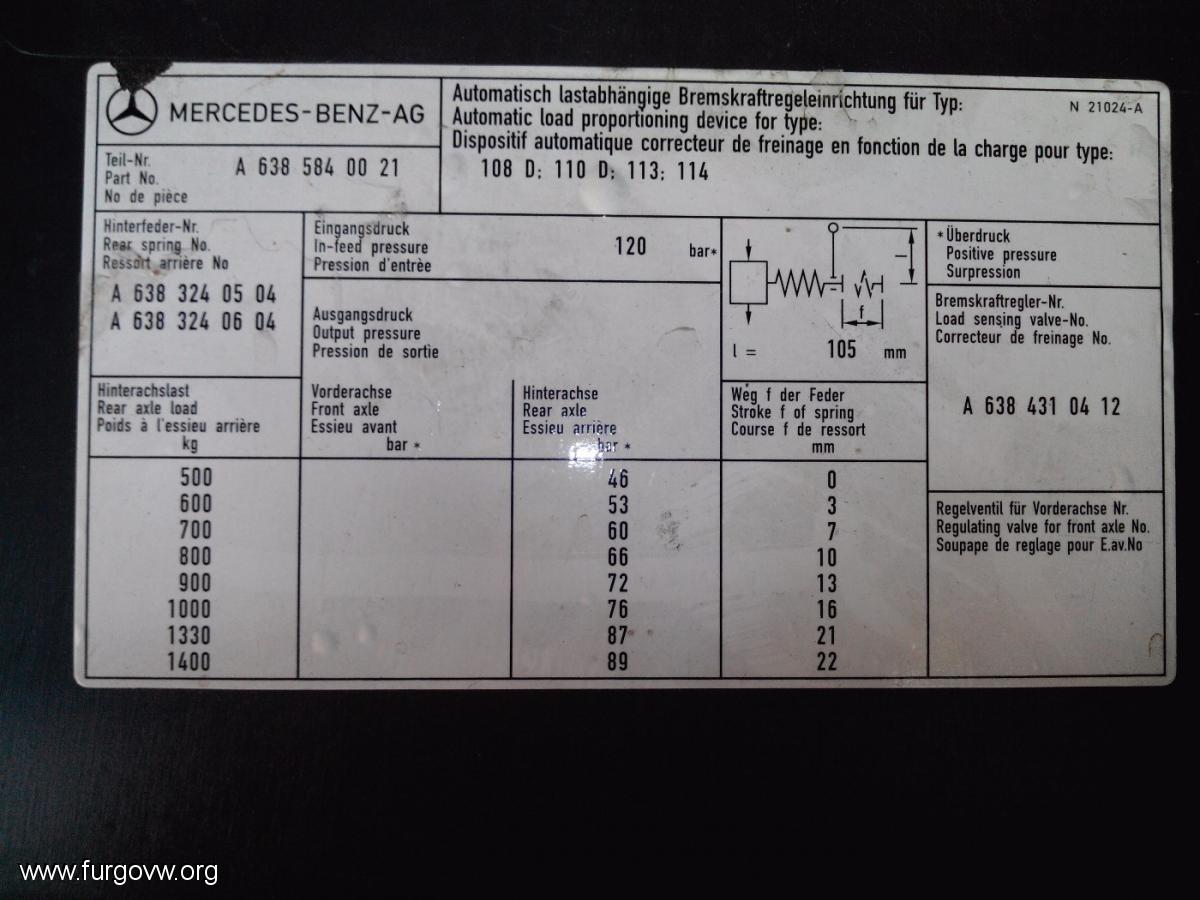 MERCEDES-BENZ-AG
Automatisch lastabhängige Bremskraftregeleinrichtung für Typ:
Automatic load proportioning device for type:
Dispositif automatique correcteur de freinage en fonction de la charge pour type:
108 D; 110 D; 113; 114
N 21024-A
Teil-Nr.
Part No.
No de pièce
A 638 584 00 21
Hinterfeder-Nr.
Rear spring No.
Ressort arrière No
A 638 324 05 04
A 638 324 06 04
Eingangsdruck
In-feed pressure
Pression d'entrèe
120 bar*
Ausgangsdruck
Output pressure
Pression de sortie
l
f
l = 105 mm
*Überdruck
Positive pressure
Surpression
Bremskraftregler-Nr.
Load sensing valve-No.
Correcteur de freinage No.
A 638 431 04 12
Regelventil für Vorderachse Nr.
Regulating valve for front axle No.
Soupape de reglage pour E.av.No
Hinterachslast
Rear axle load
Poids à l'essieu arrière
kg
Vorderachse
Front axle
Essieu avant
bar *
Hinterachse
Rear axle
Essieu arrière
bar *
Weg f der Feder
Stroke f of spring
Course f de ressort
mm
500 46 0
600 53 3
700 60 7
800 66 10
900 72 13
1000 76 16
1330 87 21
1400 89 22
www.furgovw.org